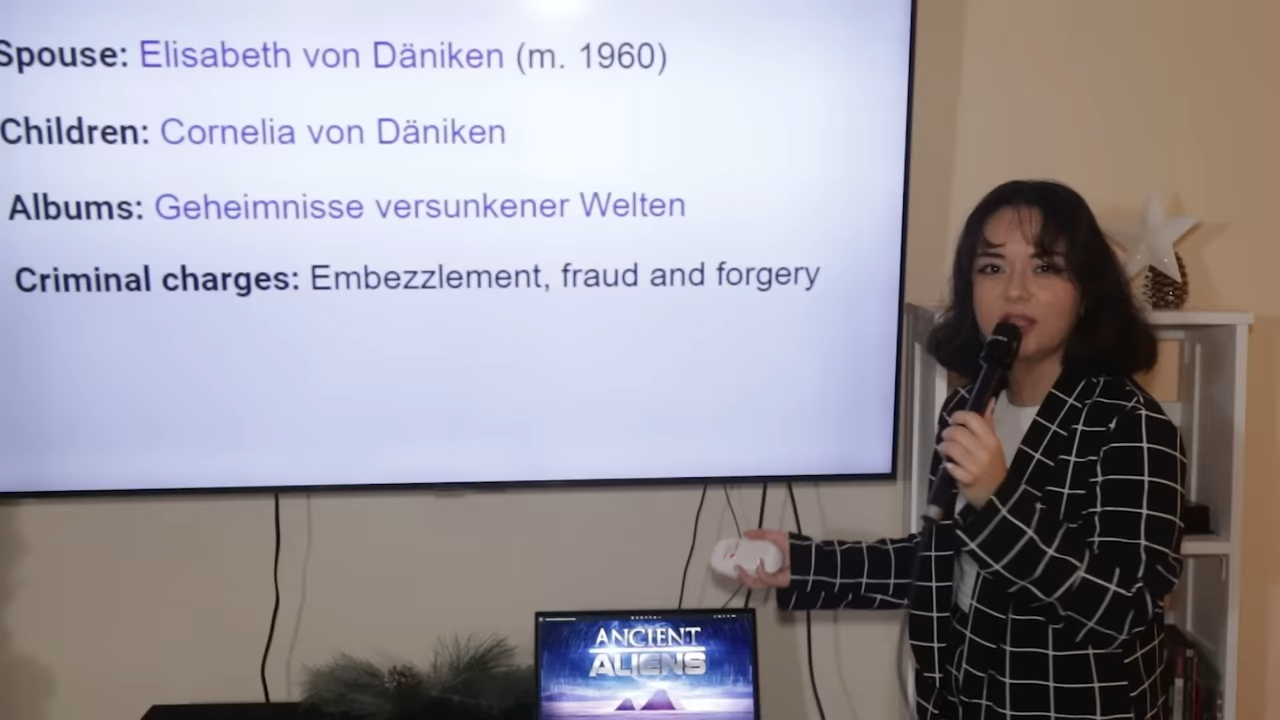 Spouse: Elisabeth von Däniken (m. 1960)
Children: Cornelia von Däniken
Albums: Geheimnisse versunkener Welten
Criminal charges: Embezzlement, fraud and forgery
ANCIENT
ALIENS